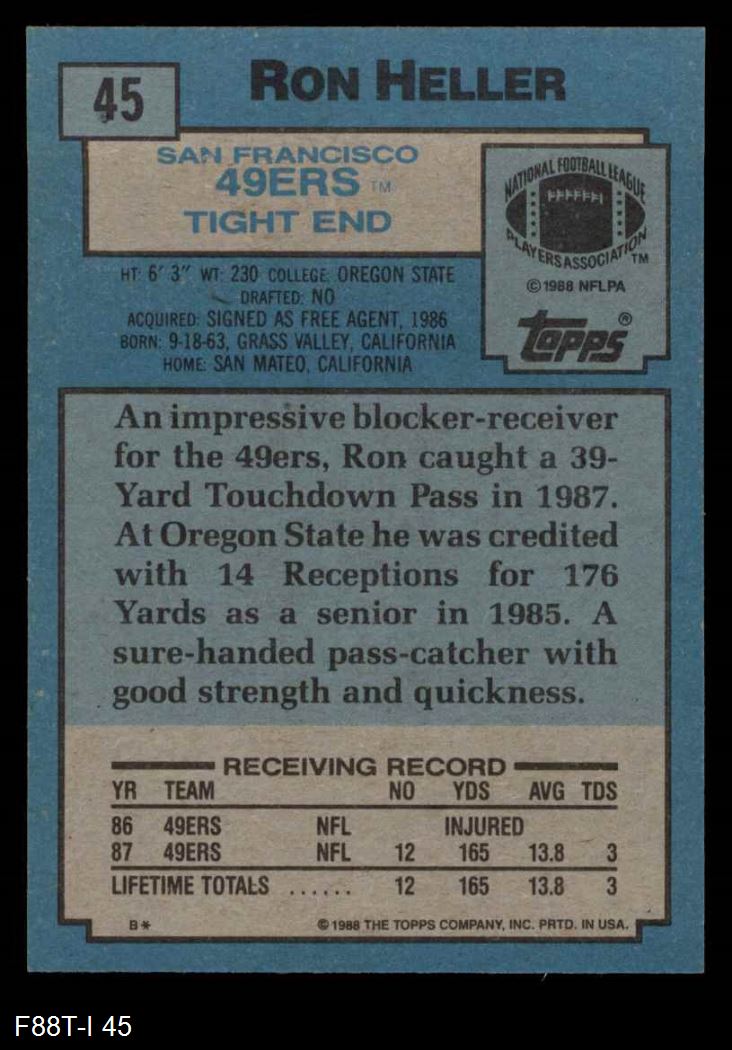 45
RON HELLER
SAN FRANCISCO
49ERS TM
TIGHT END
NATIONAL FOOTBALL LEAGUE
PLAYERS ASSOCIATION TM
© 1988 NFLPA
topps®
HT: 6' 3" WT: 230 COLLEGE: OREGON STATE
DRAFTED: NO
ACQUIRED: SIGNED AS FREE AGENT, 1986
BORN: 9-18-63, GRASS VALLEY, CALIFORNIA
HOME: SAN MATEO, CALIFORNIA
An impressive blocker-receiver
for the 49ers, Ron caught a 39-
Yard Touchdown Pass in 1987.
At Oregon State he was credited
with 14 Receptions for 176
Yards as a senior in 1985. A
sure-handed pass-catcher with
good strength and quickness.
RECEIVING RECORD
YR TEAM NO YDS AVG TDS
86 49ERS NFL INJURED
87 49ERS NFL 12 165 13.8 3
LIFETIME TOTALS ...... 12 165 13.8 3
B* © 1988 THE TOPPS COMPANY, INC. PRTD. IN USA.
F88T-I 45